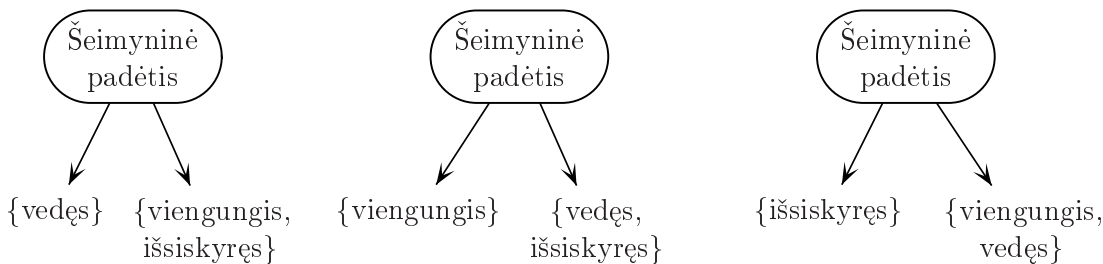 Šeimyninė
padėtis
{vedęs}
{viengungis,
išsiskyręs}
Šeimyninė
padėtis
{viengungis}
{vedęs,
išsiskyręs}
Šeimyninė
padėtis
{išsiskyręs}
{viengungis,
vedęs}